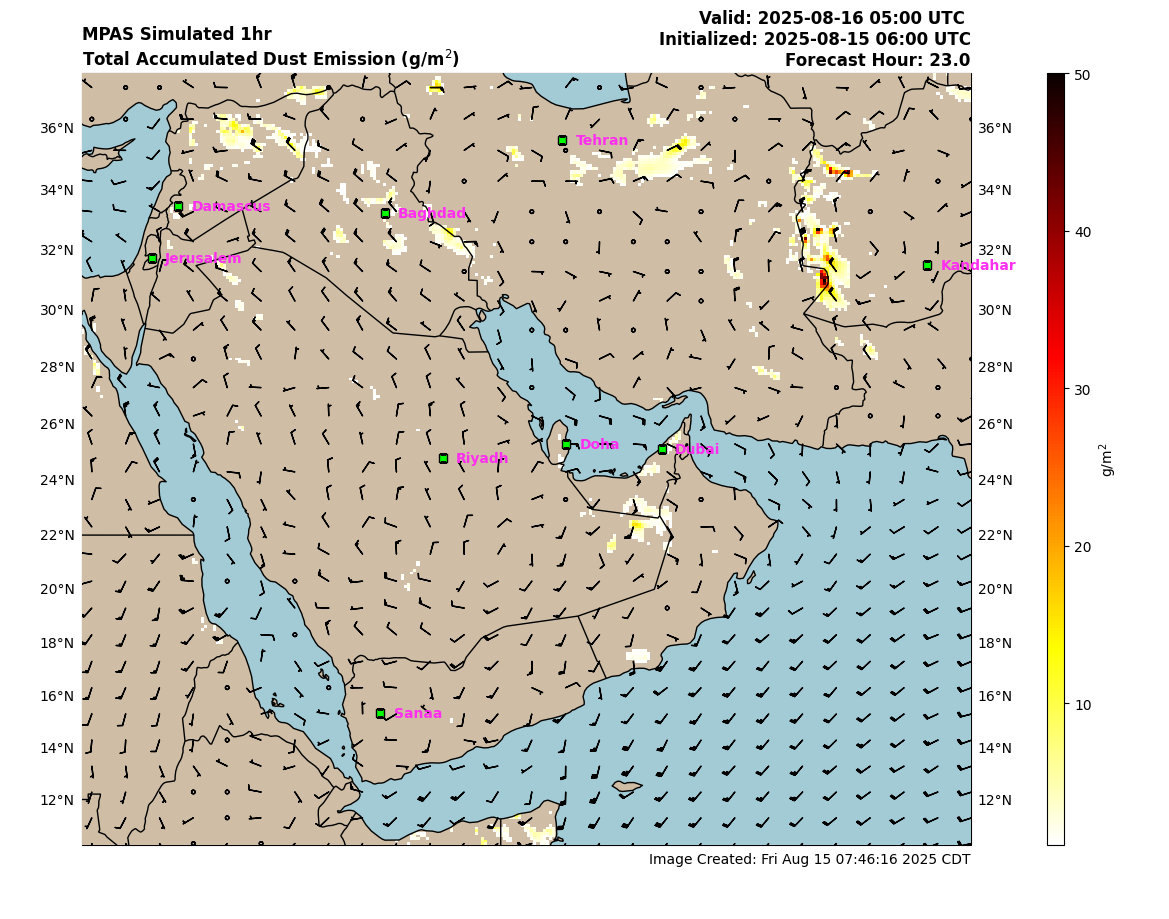 MPAS Simulated 1hr
Total Accumulated Dust Emission (g/m²)
Valid: 2025-08-16 05:00 UTC
Initialized: 2025-08-15 06:00 UTC
Forecast Hour: 23.0
36°N
34°N
32°N
30°N
28°N
26°N
24°N
22°N
20°N
18°N
16°N
14°N
12°N
Tehran
Damascus
Baghdad
Jerusalem
Kandahar
Doha
Dubai
Riyadh
Sanaa
36°N
34°N
32°N
30°N
28°N
26°N
24°N
22°N
20°N
18°N
16°N
14°N
12°N
50
40
30
20
10
g/m²
Image Created: Fri Aug 15 07:46:16 2025 CDT